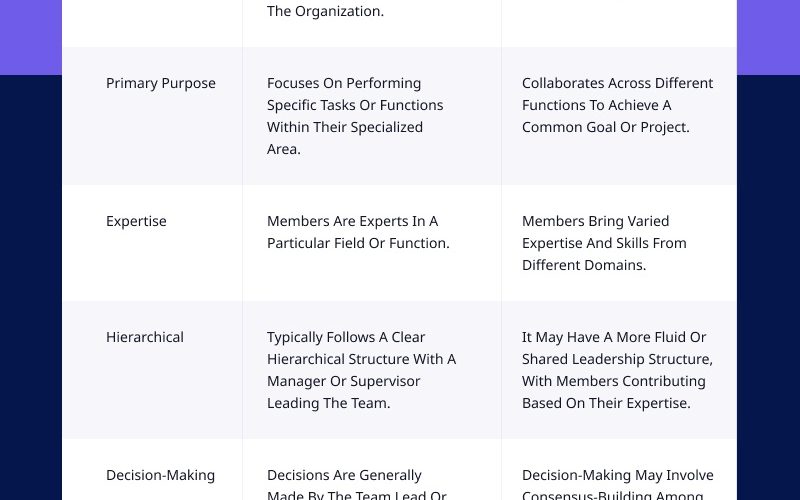 The Organization.
Primary Purpose
Focuses On Performing
Specific Tasks Or Functions
Within Their Specialized
Area.
Collaborates Across Different
Functions To Achieve A
Common Goal Or Project.
Expertise
Members Are Experts In A
Particular Field Or Function.
Members Bring Varied
Expertise And Skills From
Different Domains.
Hierarchical
Typically Follows A Clear
Hierarchical Structure With A
Manager Or Supervisor
Leading The Team.
It May Have A More Fluid Or
Shared Leadership Structure,
With Members Contributing
Based On Their Expertise.
Decision-Making
Decisions Are Generally
Made By The Team Lead Or
Decision-Making May Involve
Consensus-Building Among